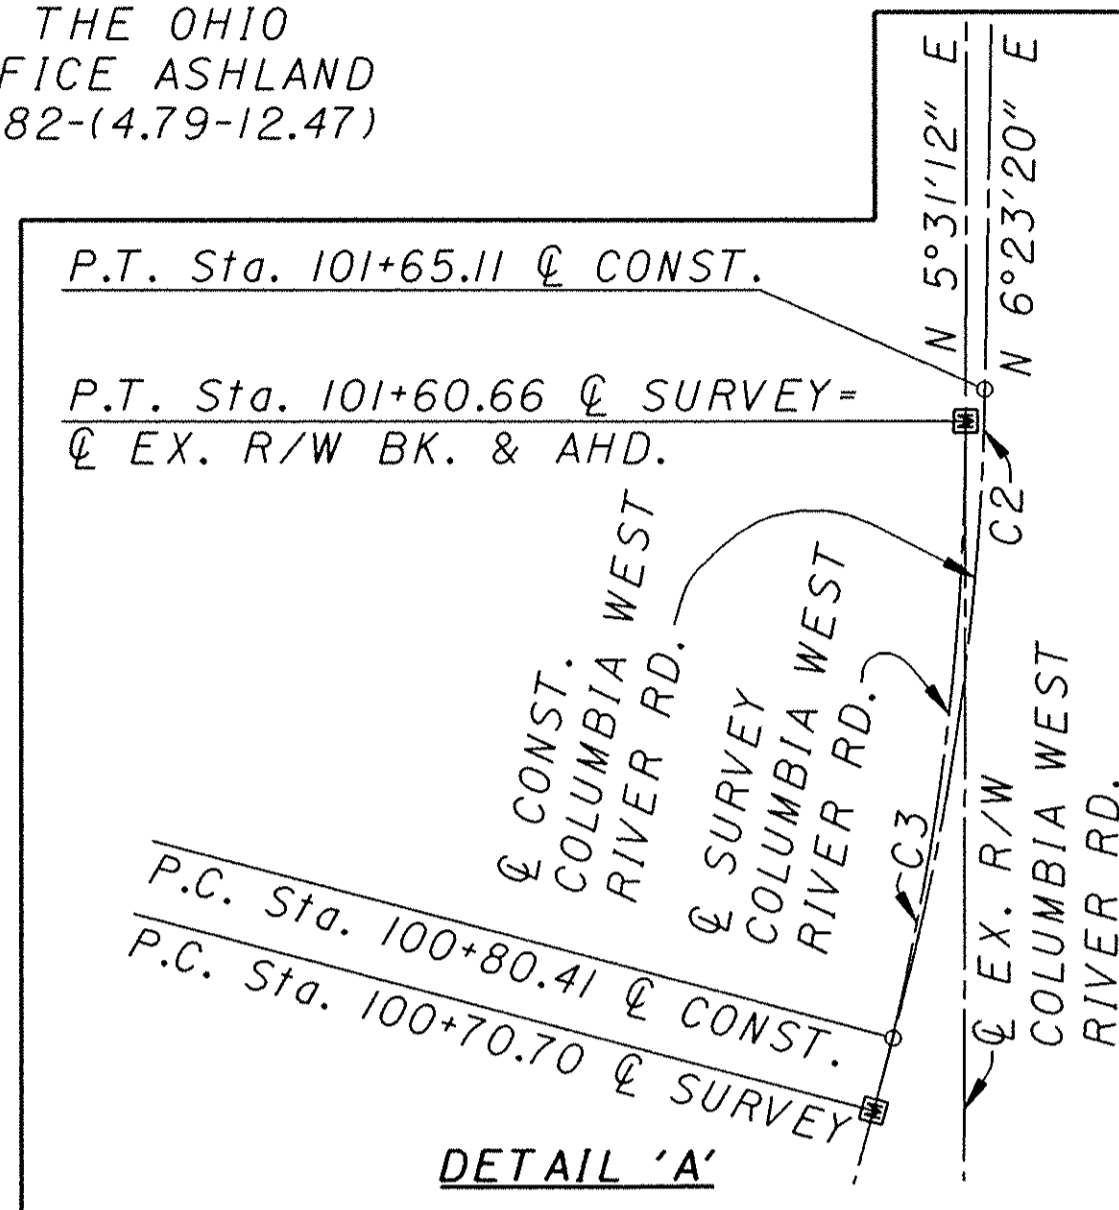 THE OHIO
FICE ASHLAND
82-(4.79-12.47)
N 5°31'12" E
N 6°23'20" E
P.T. Sta. 101+65.11 ℄ CONST.
P.T. Sta. 101+60.66 ℄ SURVEY=
℄ EX. R/W BK. & AHD.
C2
℄ CONST.
COLUMBIA WEST
RIVER RD.
℄ SURVEY
COLUMBIA WEST
RIVER RD.
C3
℄ EX. R/W
COLUMBIA WEST
RIVER RD.
P.C. Sta. 100+80.41 ℄ CONST.
P.C. Sta. 100+70.70 ℄ SURVEY
DETAIL 'A'